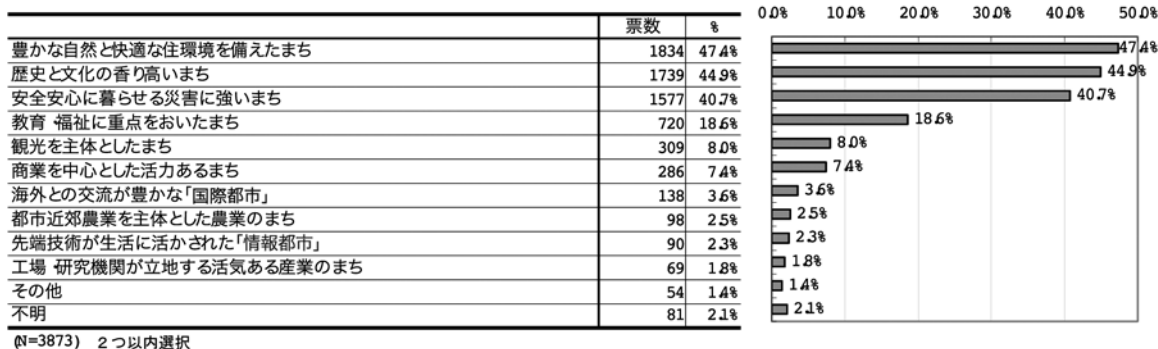 票数 %
豊かな自然と快適な住環境を備えたまち 1834 47.4%
歴史と文化の香り高いまち 1739 44.9%
安全安心に暮らせる災害に強いまち 1577 40.7%
教育・福祉に重点をおいたまち 720 18.6%
観光を主体としたまち 309 8.0%
商業を中心とした活力あるまち 286 7.4%
海外との交流が豊かな「国際都市」 138 3.6%
都市近郊農業を主体とした農業のまち 98 2.5%
先端技術が生活に活かされた「情報都市」 90 2.3%
工場・研究機関が立地する活気ある産業のまち 69 1.8%
その他 54 1.4%
不明 81 2.1%
(N=3873) 2つ以内選択
0.0% 10.0% 20.0% 30.0% 40.0% 50.0%
47.4%
44.9%
40.7%
18.6%
8.0%
7.4%
3.6%
2.5%
2.3%
1.8%
1.4%
2.1%